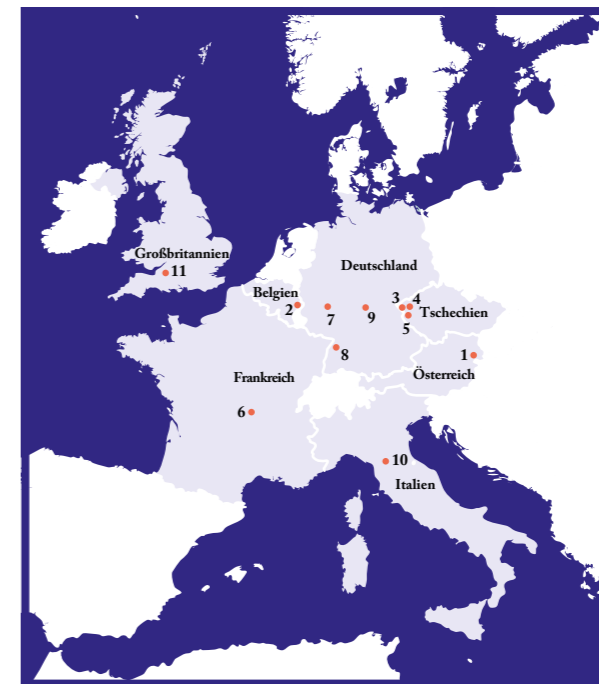 Großbritannien
11
Deutschland
Belgien
2
3
4
Tschechien
7
9
5
8
1
Österreich
Frankreich
6
10
Italien